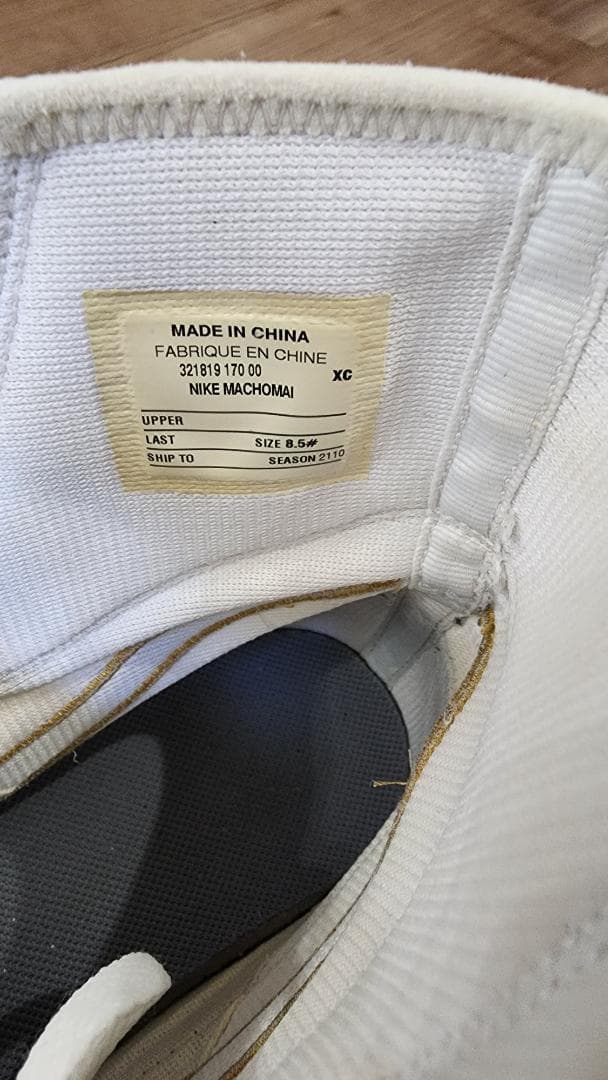 MADE IN CHINA
FABRIQUE EN CHINE
321819 170 00
XC
NIKE MACHOMAI
UPPER
LAST SIZE 8.5#
SHIP TO SEASON 2110